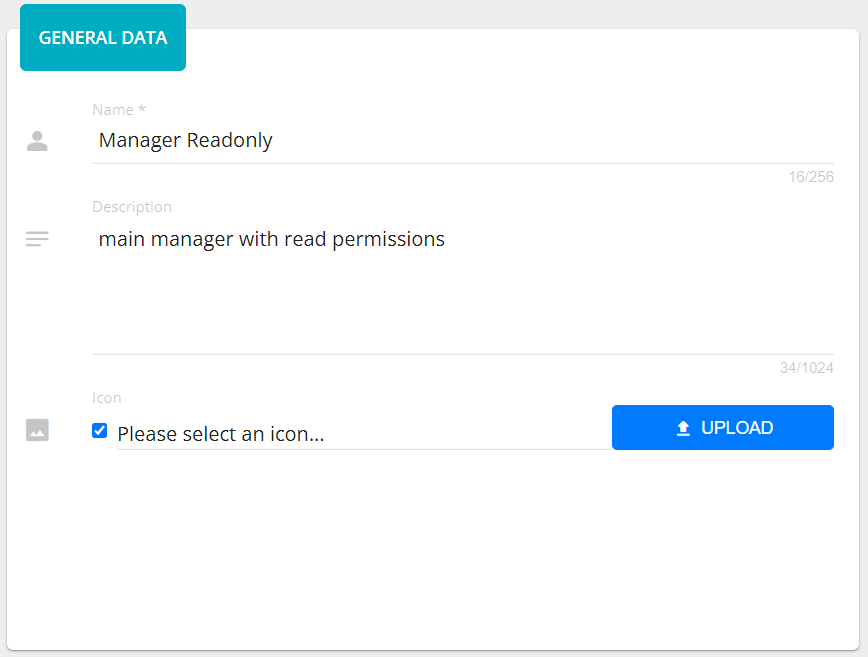 GENERAL DATA
Name *
Manager Readonly
16/256
Description
main manager with read permissions
34/1024
Icon
Please select an icon...
UPLOAD